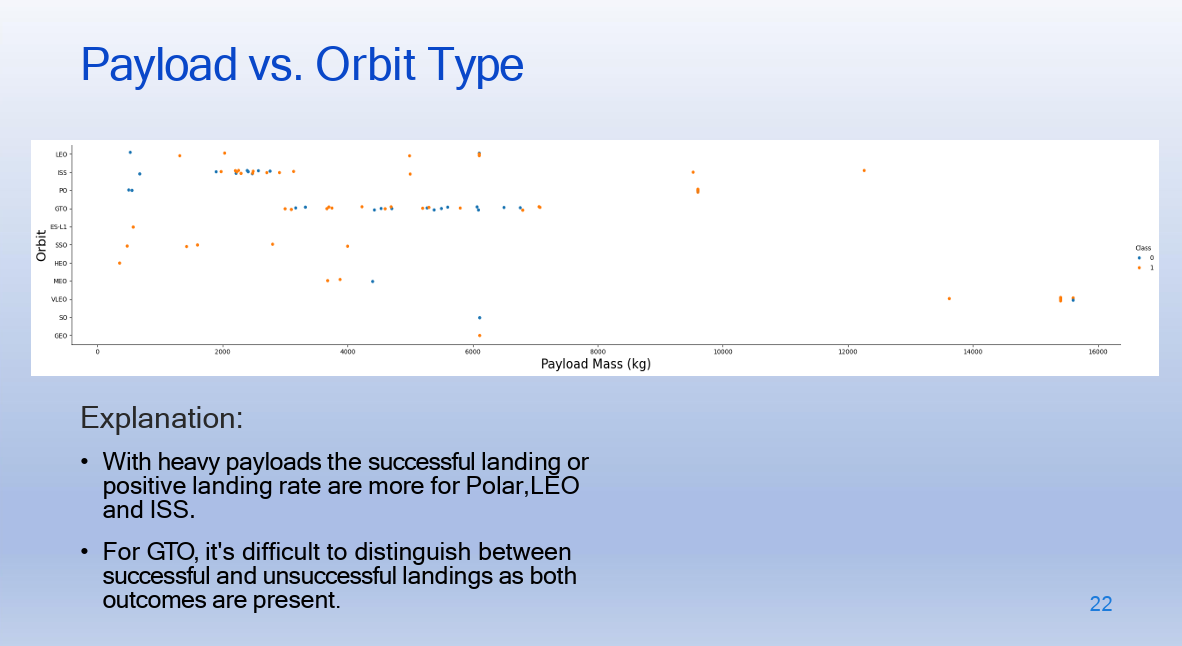 Payload vs. Orbit Type
LEO
ISS
PO
GTO
ES-L1
SSO
HEO
MEO
VLEO
SO
GEO
Orbit
0 2000 4000 6000 8000 10000 12000 14000 16000
Payload Mass (kg)
Class
0
1
Explanation:
• With heavy payloads the successful landing or
positive landing rate are more for Polar,LEO
and ISS.
• For GTO, it's difficult to distinguish between
successful and unsuccessful landings as both
outcomes are present.
22